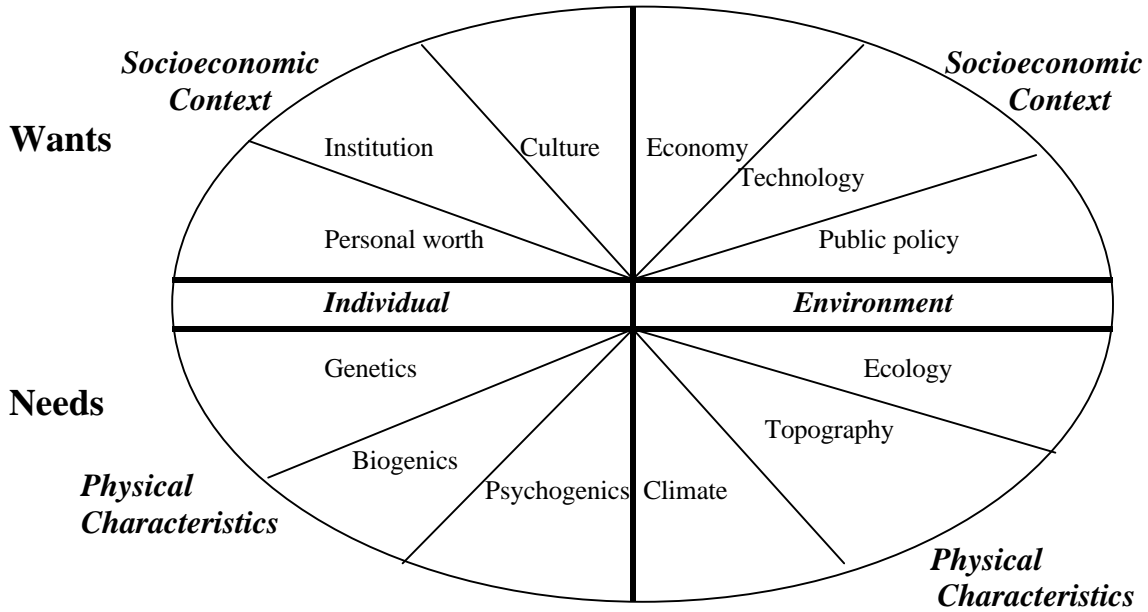 Socioeconomic
Context
Socioeconomic
Context
Wants
Institution
Culture
Economy
Technology
Personal worth
Public policy
Individual
Environment
Genetics
Ecology
Needs
Topography
Biogenics
Psychogenics
Climate
Physical
Characteristics
Physical
Characteristics